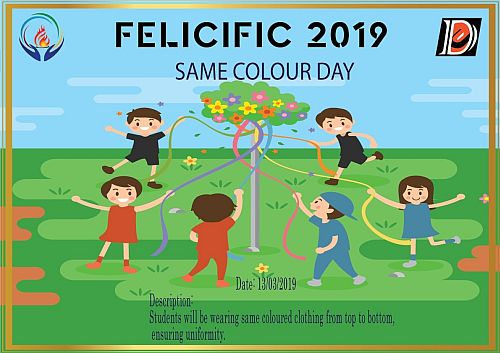 FELICIFIC 2019
SAME COLOUR DAY
Date: 13/03/2019
Description:
Students will be wearing same coloured clothing from top to bottom,
ensuring uniformity.